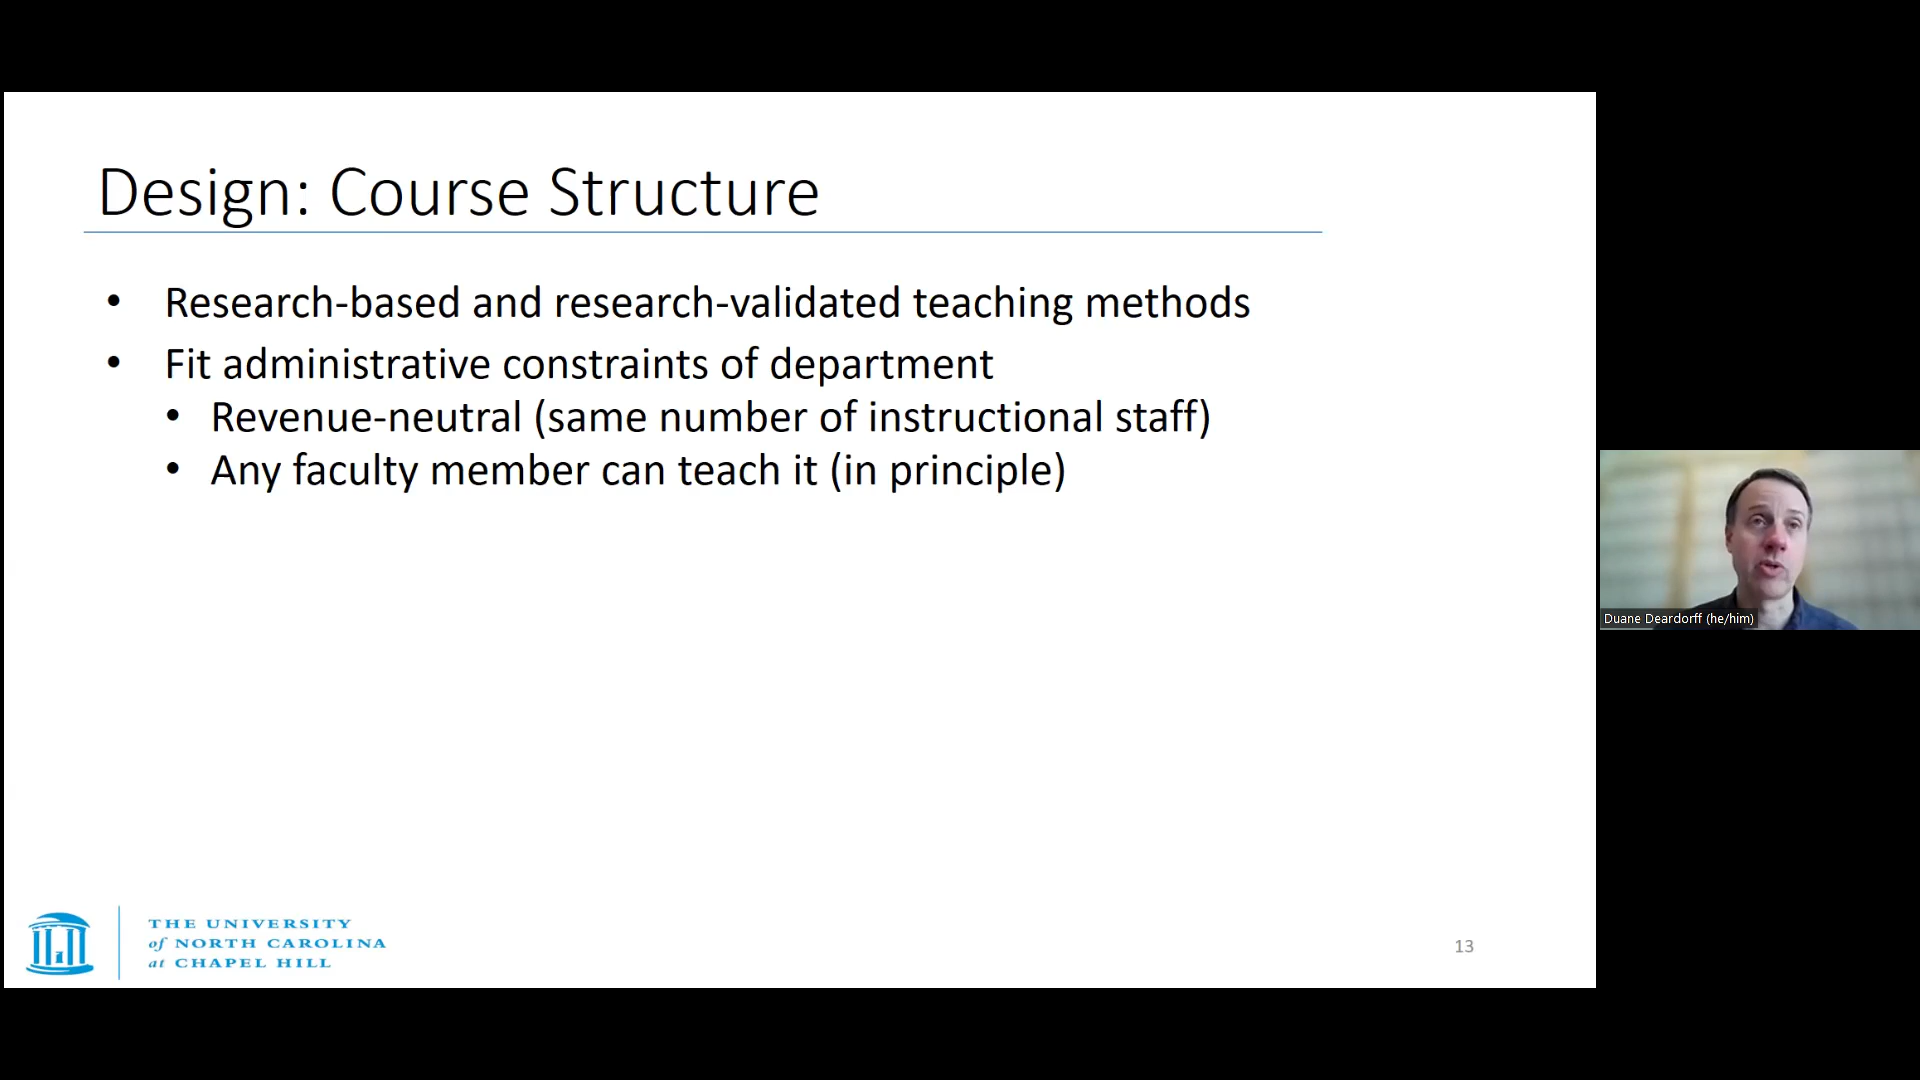 Design: Course Structure
• Research-based and research-validated teaching methods
• Fit administrative constraints of department
• Revenue-neutral (same number of instructional staff)
• Any faculty member can teach it (in principle)
Duane Deardorff (he/him)
THE UNIVERSITY
of NORTH CAROLINA
at CHAPEL HILL
13